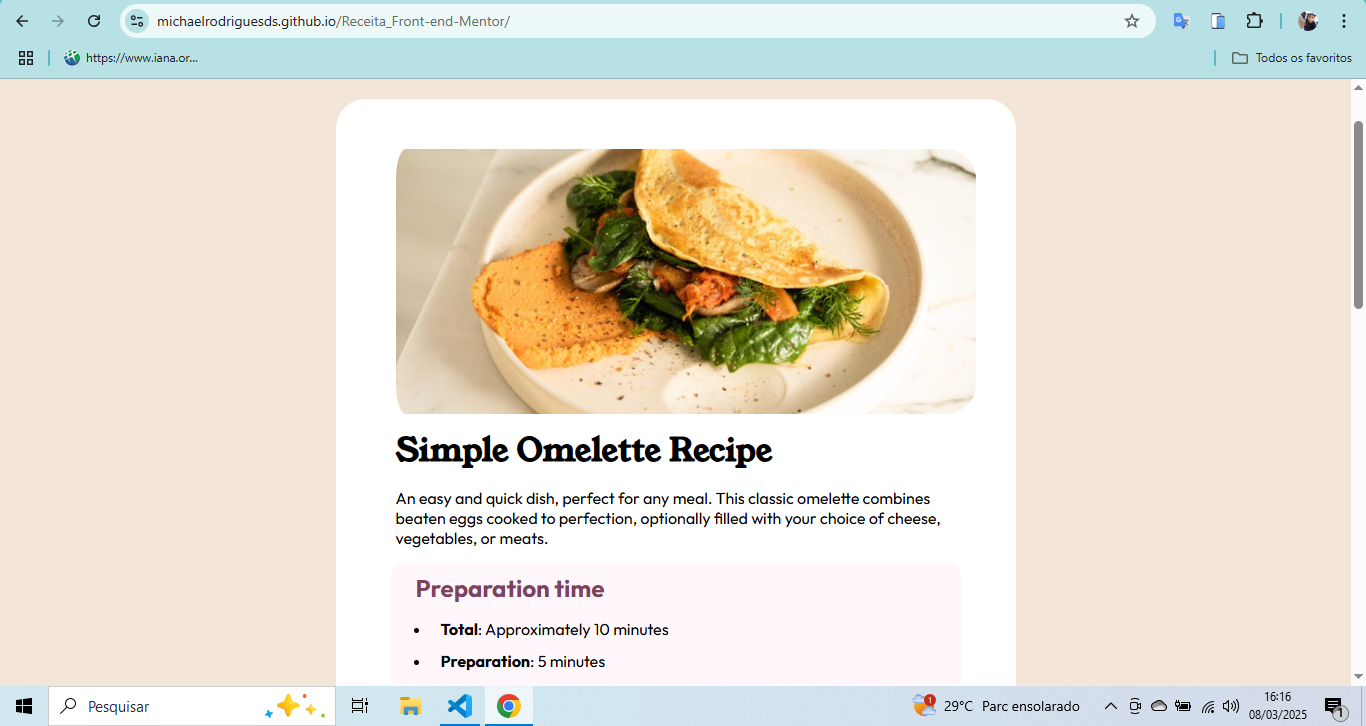 michaelrodriguesds.github.io/Receita_Front-end-Mentor/
https://www.iana.or...
Todos os favoritos
Simple Omelette Recipe
An easy and quick dish, perfect for any meal. This classic omelette combines
beaten eggs cooked to perfection, optionally filled with your choice of cheese,
vegetables, or meats.
Preparation time
• Total: Approximately 10 minutes
• Preparation: 5 minutes
Pesquisar
1
29°C Parc ensolarado
16:16
08/03/2025
1